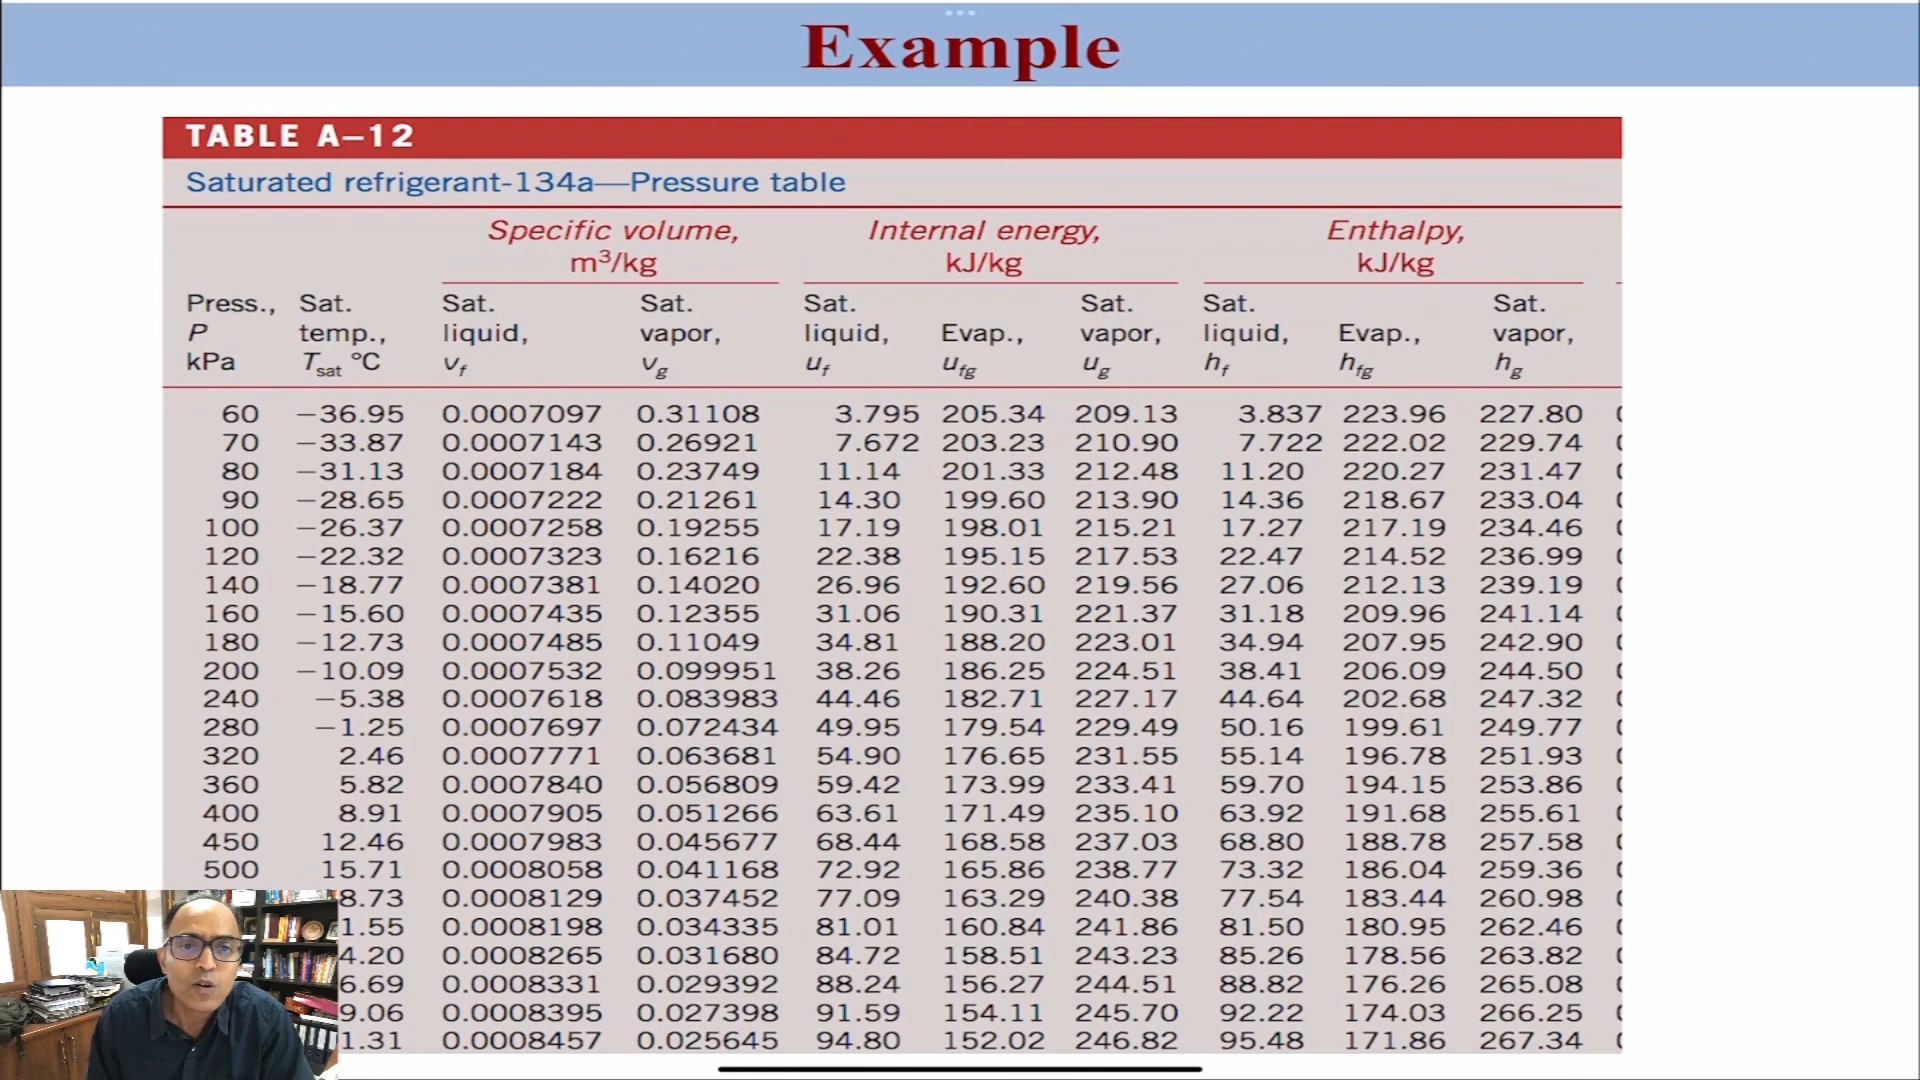 Example
TABLE A–12
Saturated refrigerant-134a—Pressure table
Specific volume, Internal energy, Enthalpy,
m³/kg kJ/kg kJ/kg
Press., Sat. Sat. Sat. Sat. Sat. Sat. Sat.
P temp., liquid, vapor, liquid, Evap., vapor, liquid, Evap., vapor,
kPa Tsat °C vf vg uf ufg ug hf hfg hg
60 −36.95 0.0007097 0.31108 3.795 205.34 209.13 3.837 223.96 227.80
70 −33.87 0.0007143 0.26921 7.672 203.23 210.90 7.722 222.02 229.74
80 −31.13 0.0007184 0.23749 11.14 201.33 212.48 11.20 220.27 231.47
90 −28.65 0.0007222 0.21261 14.30 199.60 213.90 14.36 218.67 233.04
100 −26.37 0.0007258 0.19255 17.19 198.01 215.21 17.27 217.19 234.46
120 −22.32 0.0007323 0.16216 22.38 195.15 217.53 22.47 214.52 236.99
140 −18.77 0.0007381 0.14020 26.96 192.60 219.56 27.06 212.13 239.19
160 −15.60 0.0007435 0.12355 31.06 190.31 221.37 31.18 209.96 241.14
180 −12.73 0.0007485 0.11049 34.81 188.20 223.01 34.94 207.95 242.90
200 −10.09 0.0007532 0.099951 38.26 186.25 224.51 38.41 206.09 244.50
240 −5.38 0.0007618 0.083983 44.46 182.71 227.17 44.64 202.68 247.32
280 −1.25 0.0007697 0.072434 49.95 179.54 229.49 50.16 199.61 249.77
320 2.46 0.0007771 0.063681 54.90 176.65 231.55 55.14 196.78 251.93
360 5.82 0.0007840 0.056809 59.42 173.99 233.41 59.70 194.15 253.86
400 8.91 0.0007905 0.051266 63.61 171.49 235.10 63.92 191.68 255.61
450 12.46 0.0007983 0.045677 68.44 168.58 237.03 68.80 188.78 257.58
500 15.71 0.0008058 0.041168 72.92 165.86 238.77 73.32 186.04 259.36
8.73 0.0008129 0.037452 77.09 163.29 240.38 77.54 183.44 260.98
1.55 0.0008198 0.034335 81.01 160.84 241.86 81.50 180.95 262.46
4.20 0.0008265 0.031680 84.72 158.51 243.23 85.26 178.56 263.82
6.69 0.0008331 0.029392 88.24 156.27 244.51 88.82 176.26 265.08
9.06 0.0008395 0.027398 91.59 154.11 245.70 92.22 174.03 266.25
1.31 0.0008457 0.025645 94.80 152.02 246.82 95.48 171.86 267.34